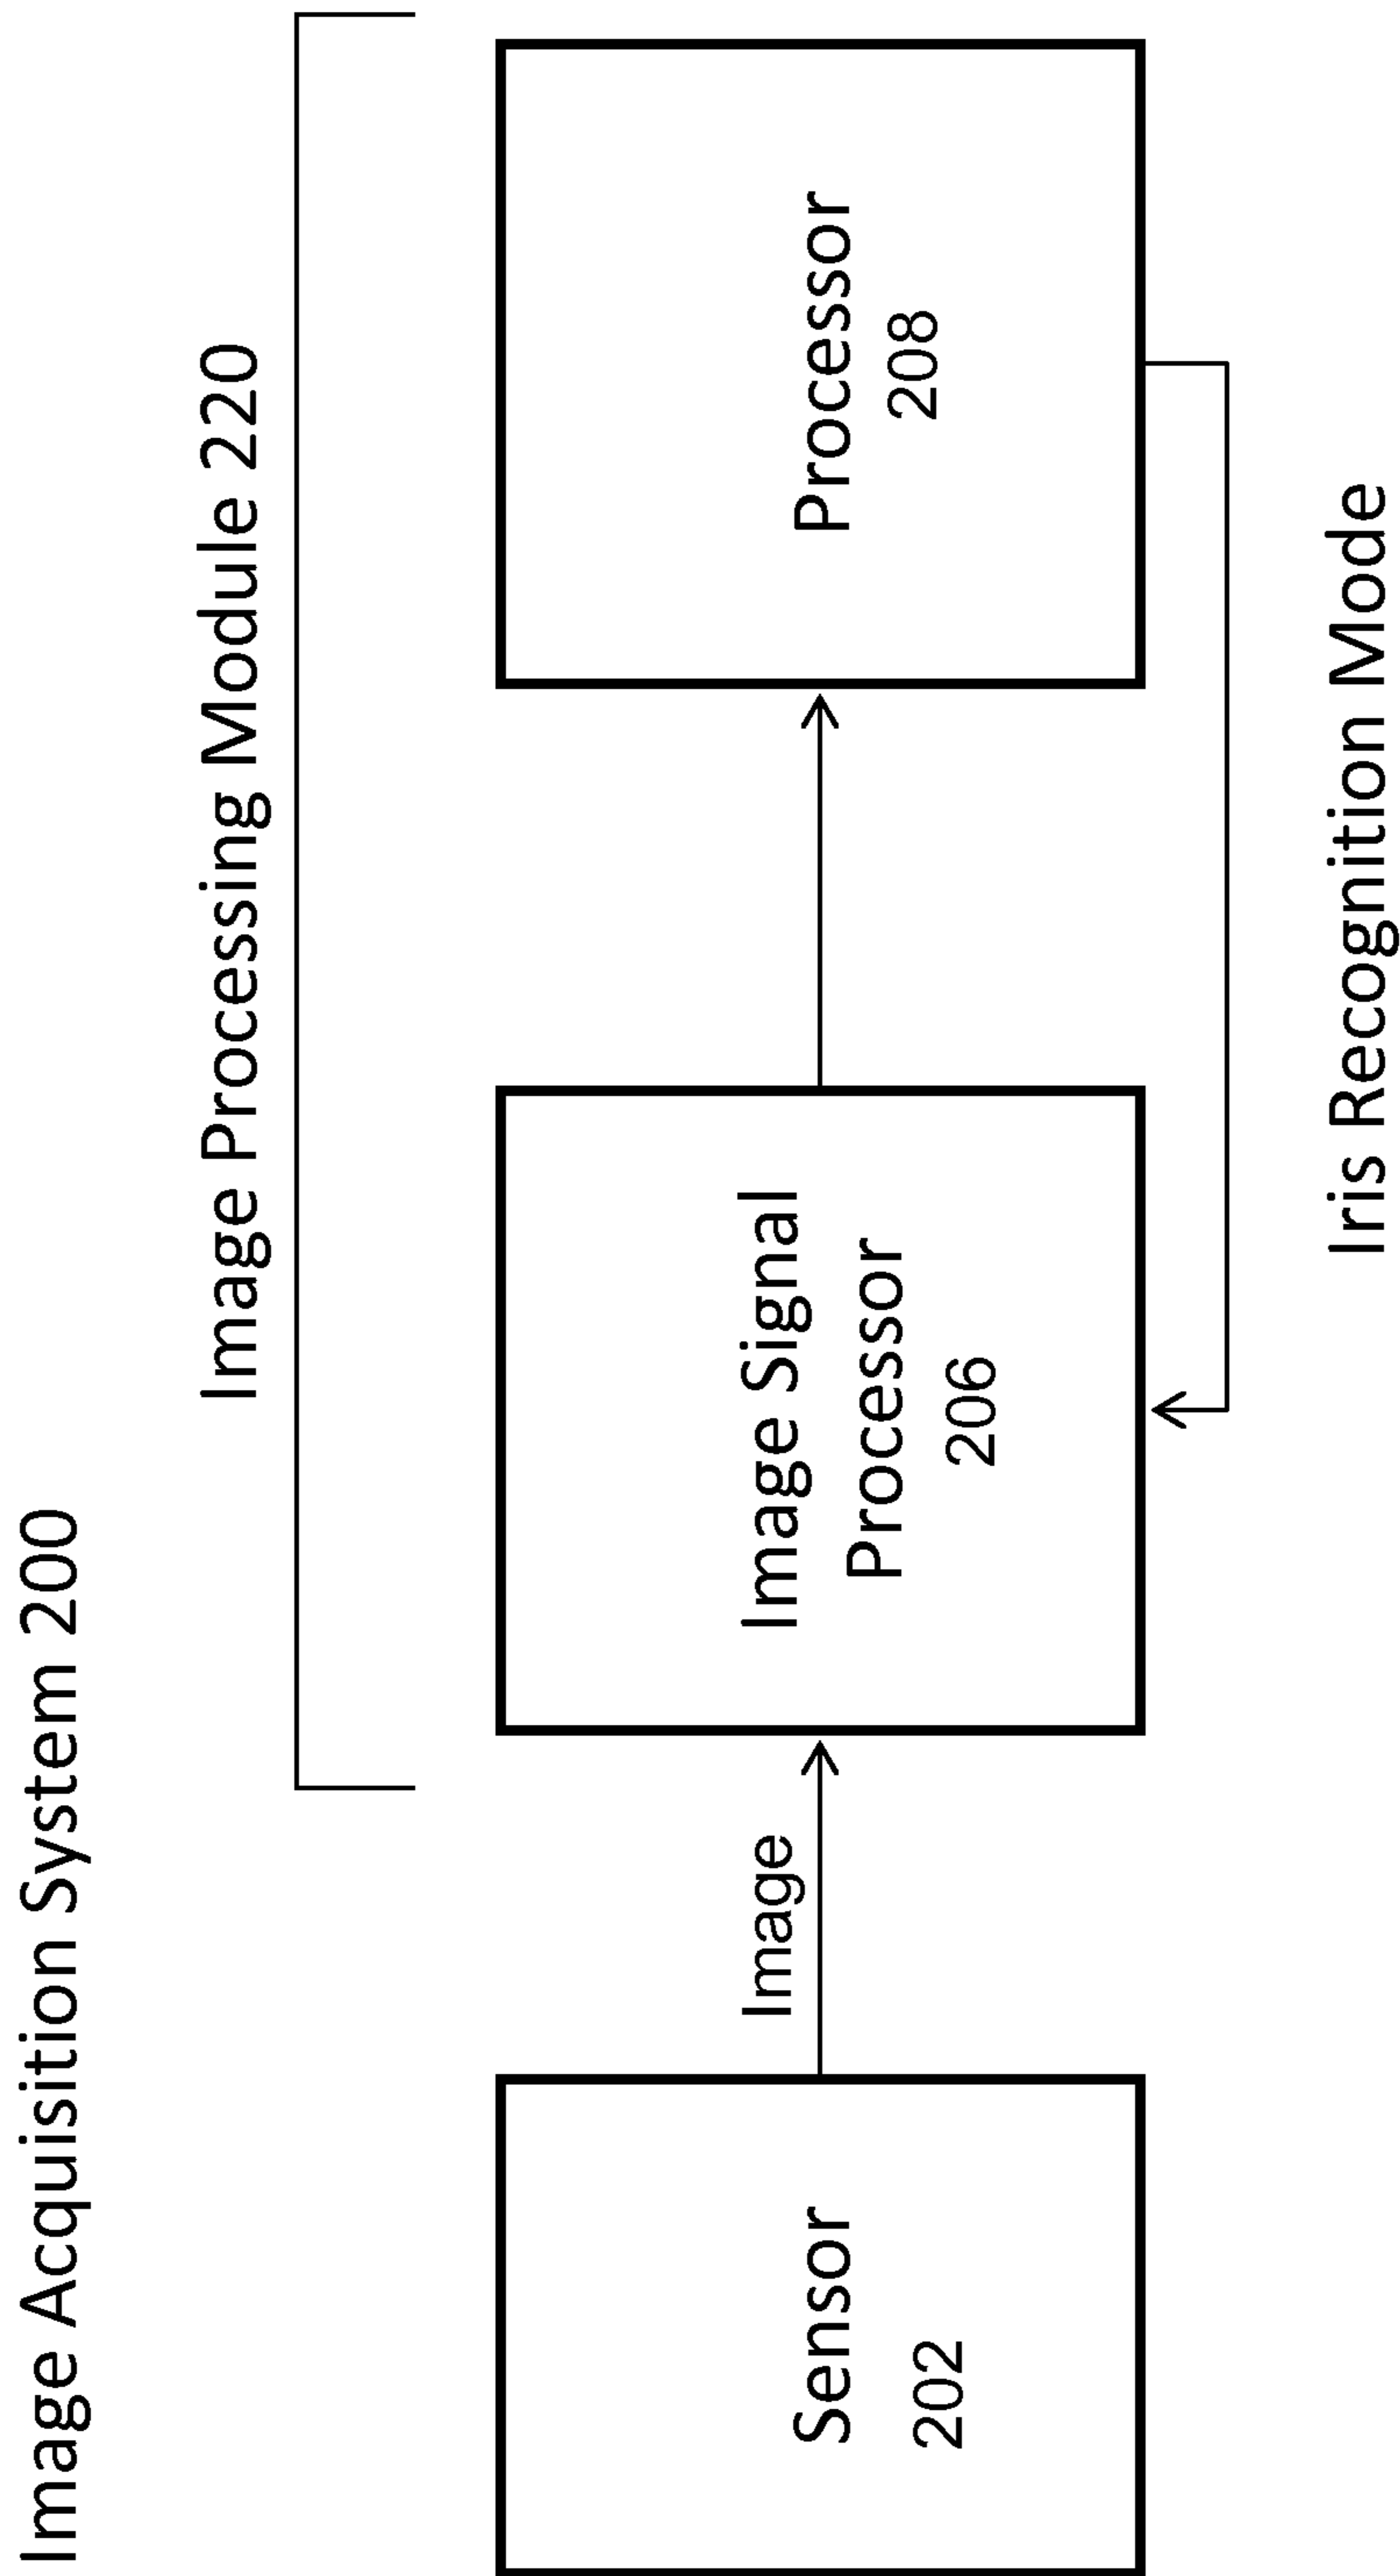 Image Acquisition System 200
Image Processing Module 220
Sensor
202
Image
Image Signal
Processor
206
Processor
208
Iris Recognition Mode